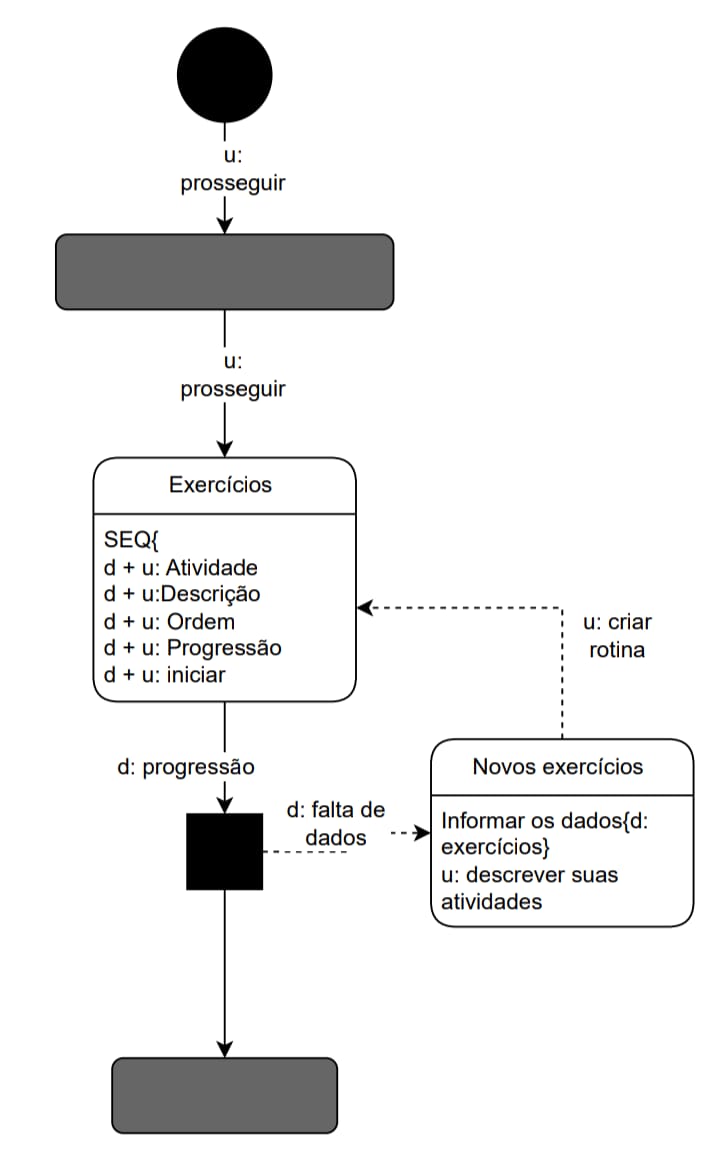 u:
prosseguir
u:
prosseguir
Exercícios
SEQ{
d + u: Atividade
d + u:Descrição
d + u: Ordem
d + u: Progressão
d + u: iniciar
u: criar
rotina
d: progressão
d: falta de
dados
Novos exercícios
Informar os dados{d:
exercícios}
u: descrever suas
atividades